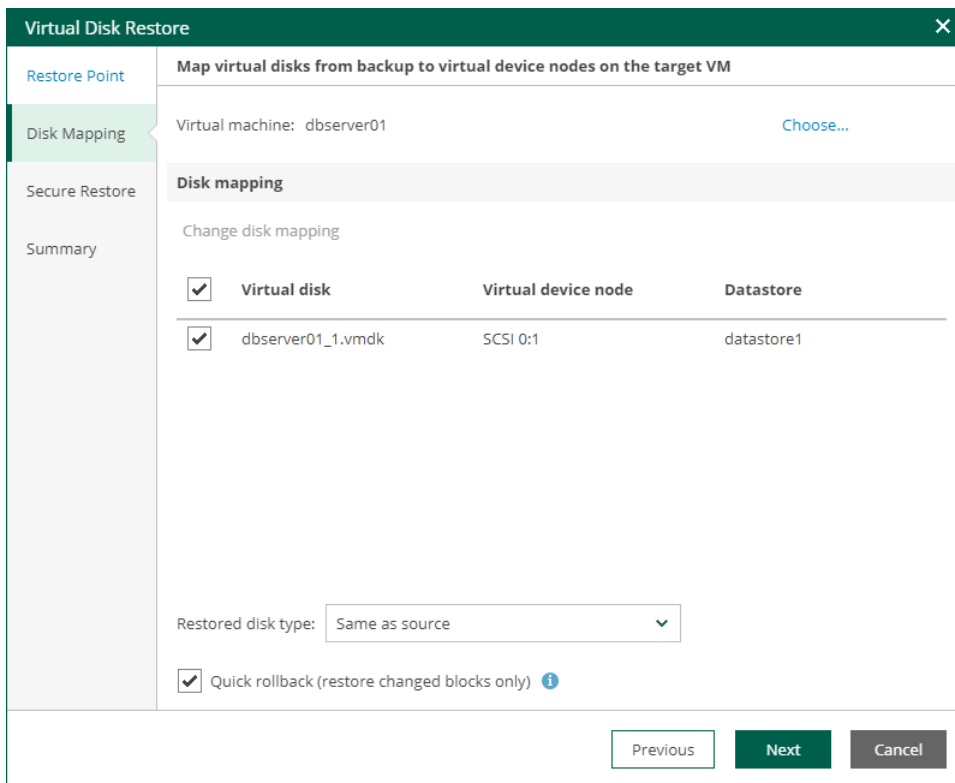 Virtual Disk Restore
Restore Point
Disk Mapping
Secure Restore
Summary
Map virtual disks from backup to virtual device nodes on the target VM
Virtual machine: dbserver01 Choose...
Disk mapping
Change disk mapping
Virtual disk Virtual device node Datastore
dbserver01_1.vmdk SCSI 0:1 datastore1
Restored disk type: Same as source
Quick rollback (restore changed blocks only)
Previous Next Cancel